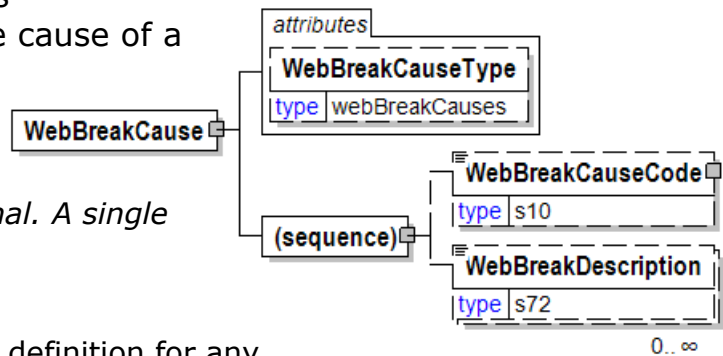 s
e cause of a
attributes
WebBreakCauseType
type webBreakCauses
WebBreakCause
WebBreakCauseCode
type s10
nal. A single
(sequence)
WebBreakDescription
type s72
0..∞
definition for any